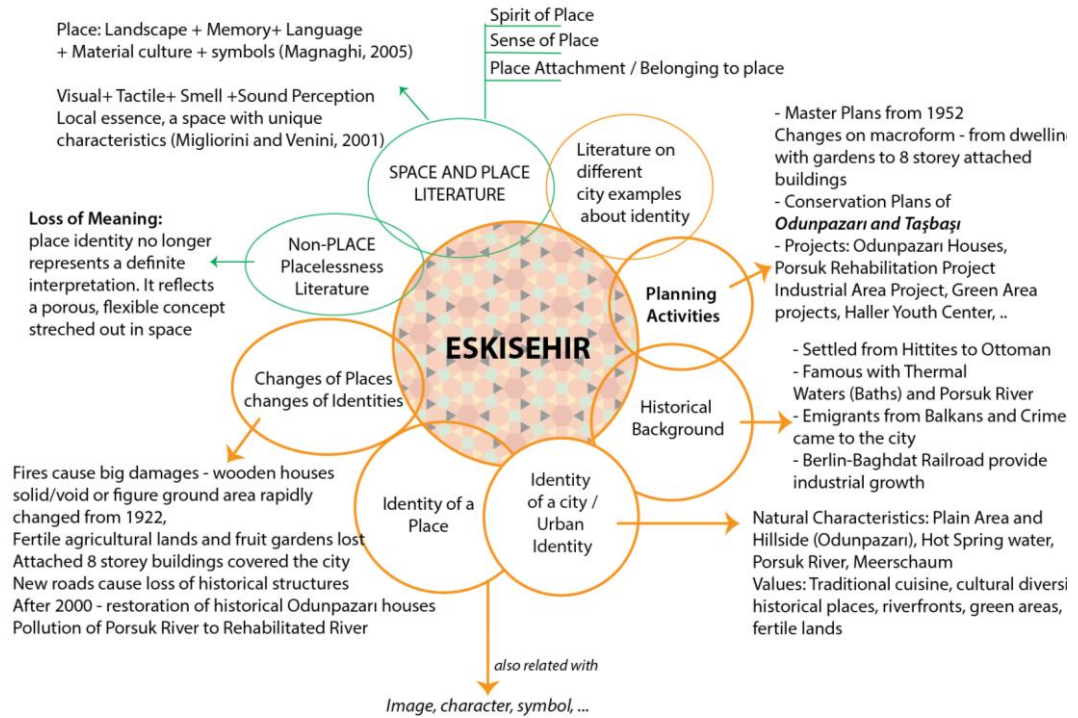 Spirit of Place
Sense of Place
Place Attachment / Belonging to place
Place: Landscape + Memory+ Language
+ Material culture + symbols (Magnaghi, 2005)
Visual+ Tactile+ Smell +Sound Perception
Local essence, a space with unique
characteristics (Migliorini and Venini, 2001)
SPACE AND PLACE
LITERATURE
Literature on
different
city examples
about identity
- Master Plans from 1952
Changes on macroform - from dwelling
with gardens to 8 storey attached
buildings
- Conservation Plans of
Odunpazarı and Taşbaşı
- Projects: Odunpazarı Houses,
Porsuk Rehabilitation Project
Industrial Area Project, Green Area
projects, Haller Youth Center, ..
Loss of Meaning:
place identity no longer
represents a definite
interpretation. It reflects
a porous, flexible concept
streched out in space
Non-PLACE
Placelessness
Literature
Planning
Activities
ESKISEHIR
Changes of Places
changes of Identities
Historical
Background
- Settled from Hittites to Ottoman
- Famous with Thermal
Waters (Baths) and Porsuk River
- Emigrants from Balkans and Crime
came to the city
- Berlin-Baghdat Railroad provide
industrial growth
Fires cause big damages - wooden houses
solid/void or figure ground area rapidly
changed from 1922,
Fertile agricultural lands and fruit gardens lost
Attached 8 storey buildings covered the city
New roads cause loss of historical structures
After 2000 - restoration of historical Odunpazarı houses
Pollution of Porsuk River to Rehabilitated River
Identity of a
Place
Identity
of a city /
Urban
Identity
Natural Characteristics: Plain Area and
Hillside (Odunpazarı), Hot Spring water,
Porsuk River, Meerschaum
Values: Traditional cuisine, cultural diversi
historical places, riverfronts, green areas,
fertile lands
also related with
Image, character, symbol, ...